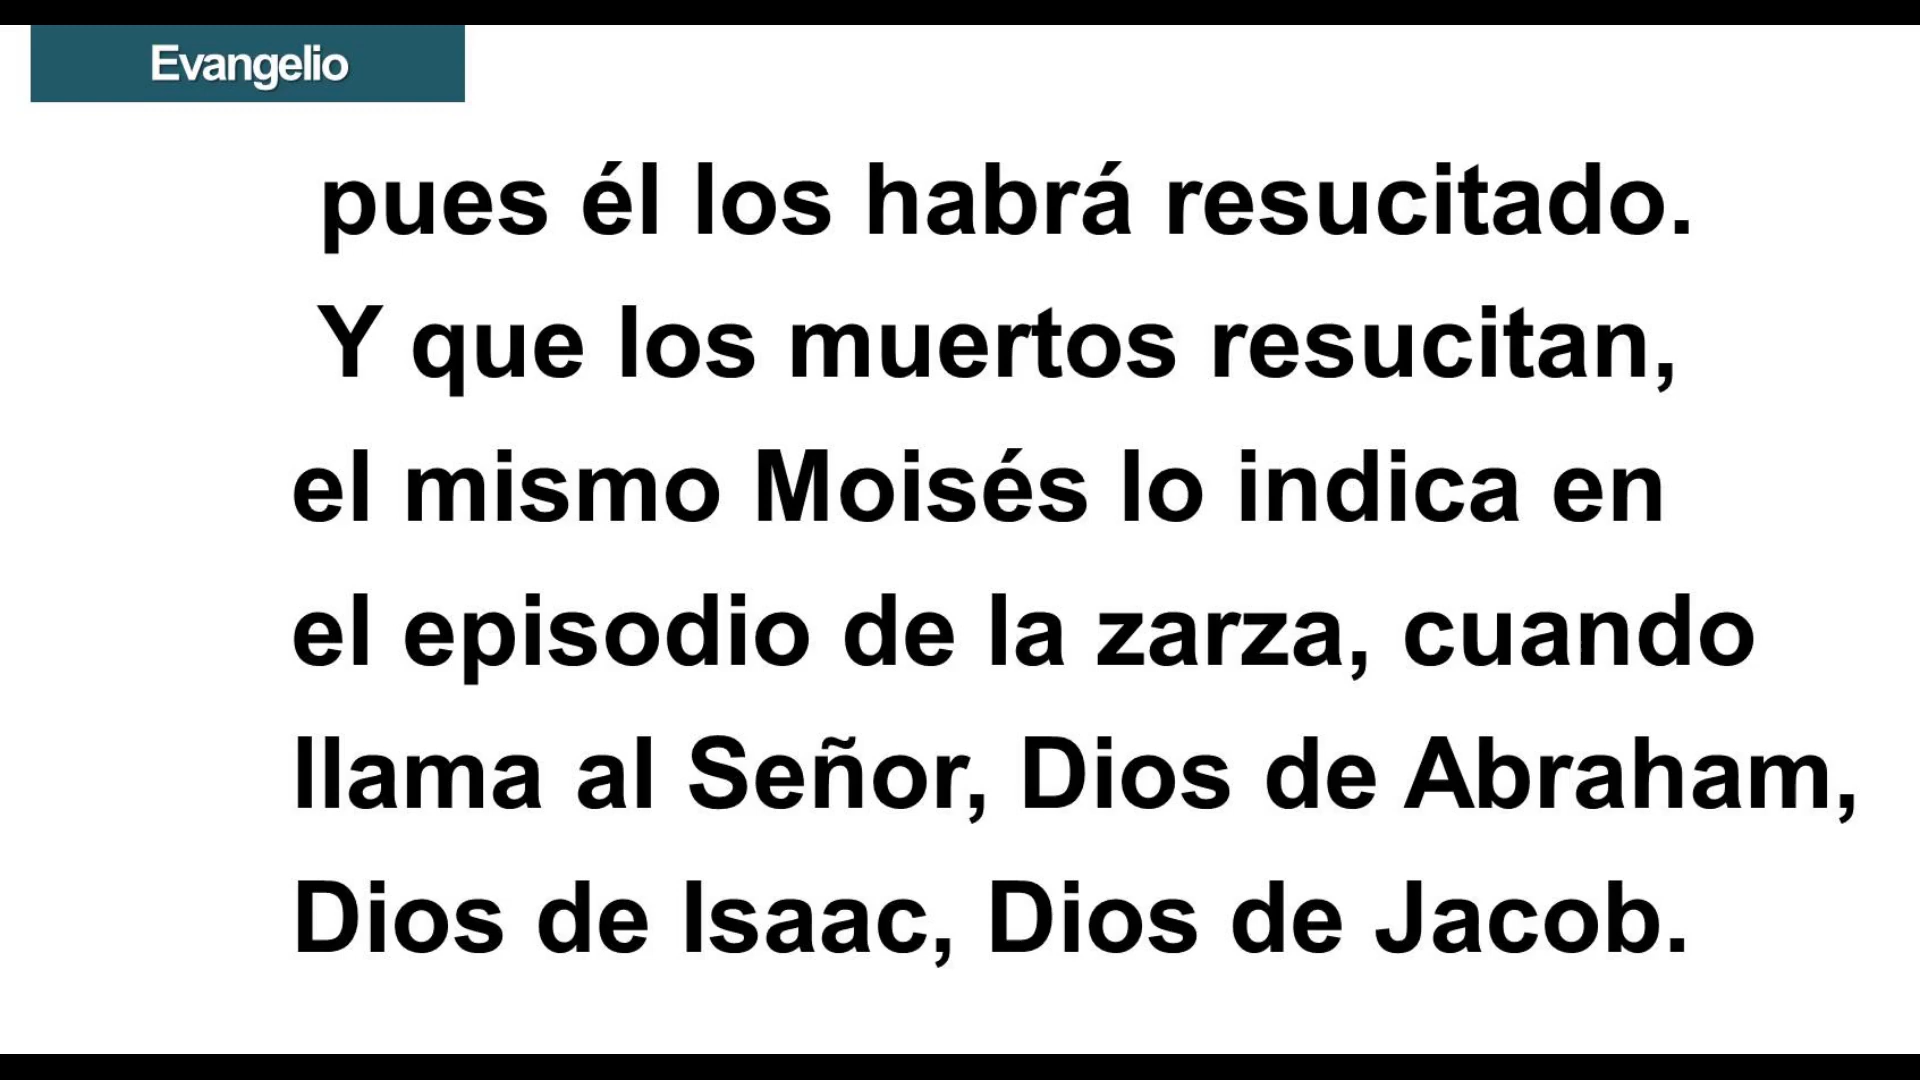 Evangelio
pues él los habrá resucitado.
Y que los muertos resucitan,
el mismo Moisés lo indica en
el episodio de la zarza, cuando
llama al Señor, Dios de Abraham,
Dios de Isaac, Dios de Jacob.